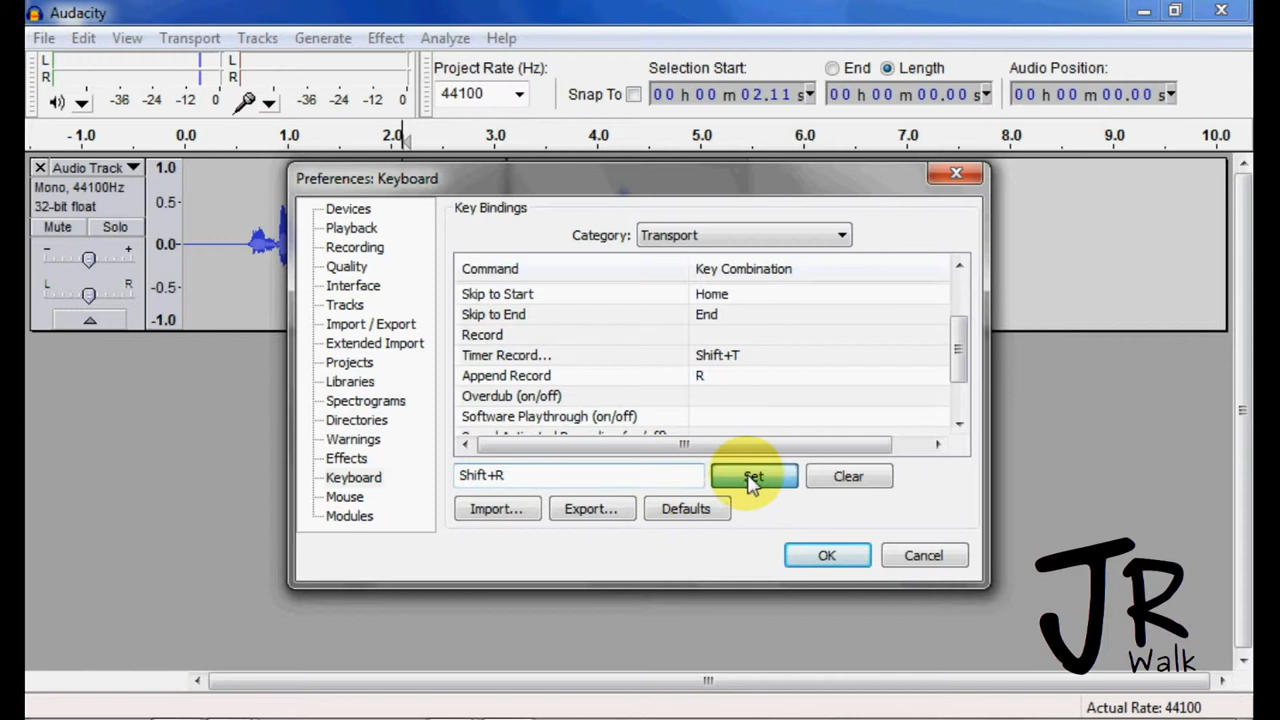 Audacity
File Edit View Transport Tracks Generate Effect Analyze Help
L
R
-36 -24 -12 0
L
R
-36 -24 -12 0
Project Rate (Hz):
44100
Snap To
Selection Start:
00 h 00 m 02.11 s
End Length
00 h 00 m 00.00 s
Audio Position:
00 h 00 m 00.00 s
-1.0 0.0 1.0 2.0 3.0 4.0 5.0 6.0 7.0 8.0 9.0 10.0
Audio Track
Mono, 44100Hz
32-bit float
Mute Solo
- +
L R
1.0
0.5
0.0
-0.5
-1.0
Preferences: Keyboard
Devices
Playback
Recording
Quality
Interface
Tracks
Import / Export
Extended Import
Projects
Libraries
Spectrograms
Directories
Warnings
Effects
Keyboard
Mouse
Modules
Key Bindings
Category: Transport
Command Key Combination
Skip to Start Home
Skip to End End
Record
Timer Record... Shift+T
Append Record R
Overdub (on/off)
Software Playthrough (on/off)
Shift+R Set Clear
Import... Export... Defaults
OK Cancel
JR
Walk
Actual Rate: 44100